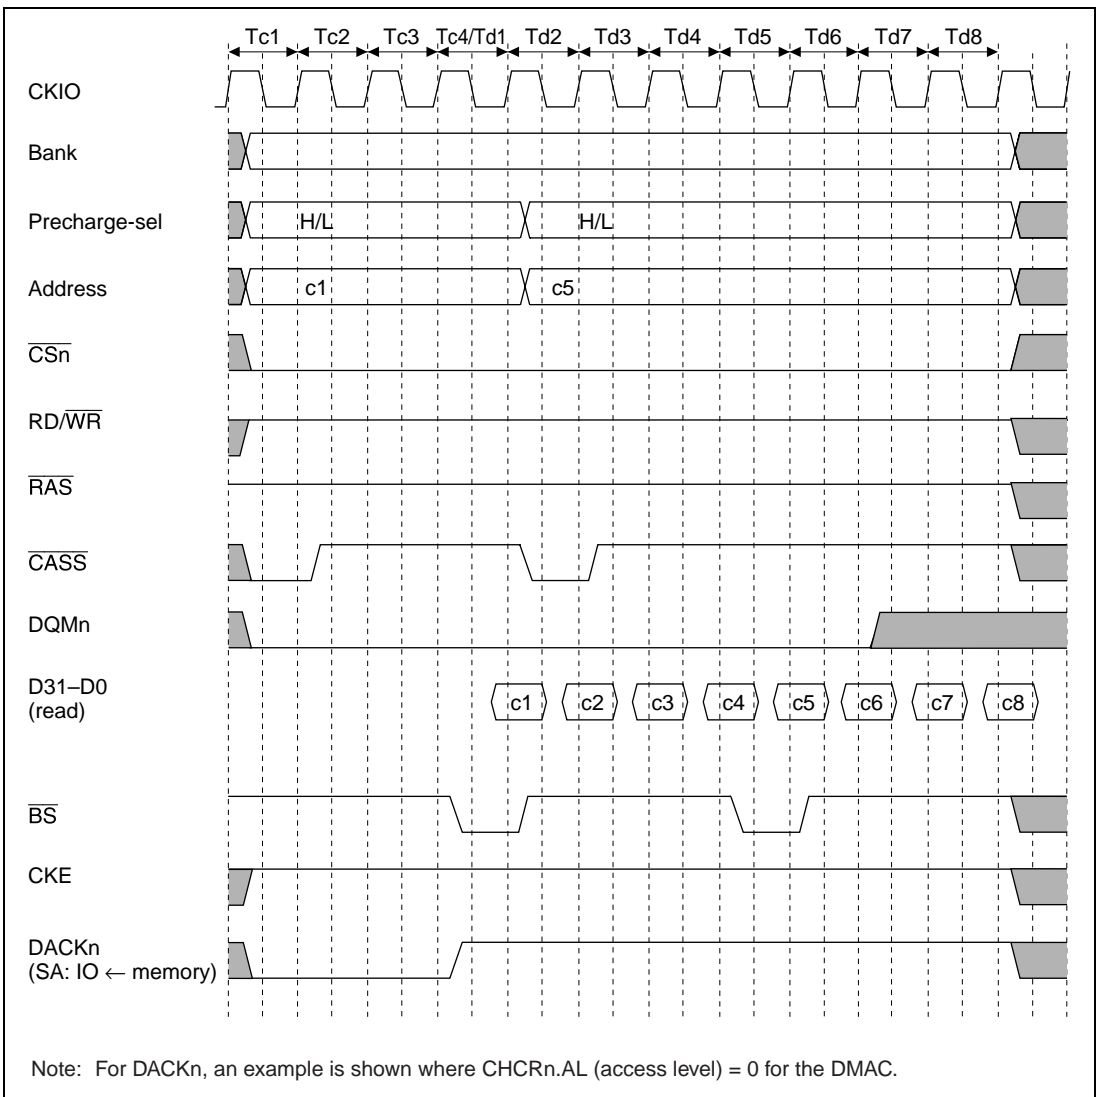 Tc1 Tc2 Tc3 Tc4/Td1 Td2 Td3 Td4 Td5 Td6 Td7 Td8
CKIO
Bank
Precharge-sel H/L H/L
Address c1 c5
CSn
RD/WR
RAS
CASS
DQMn
D31–D0
(read) c1 c2 c3 c4 c5 c6 c7 c8
BS
CKE
DACKn
(SA: IO ← memory)
Note: For DACKn, an example is shown where CHCRn.AL (access level) = 0 for the DMAC.